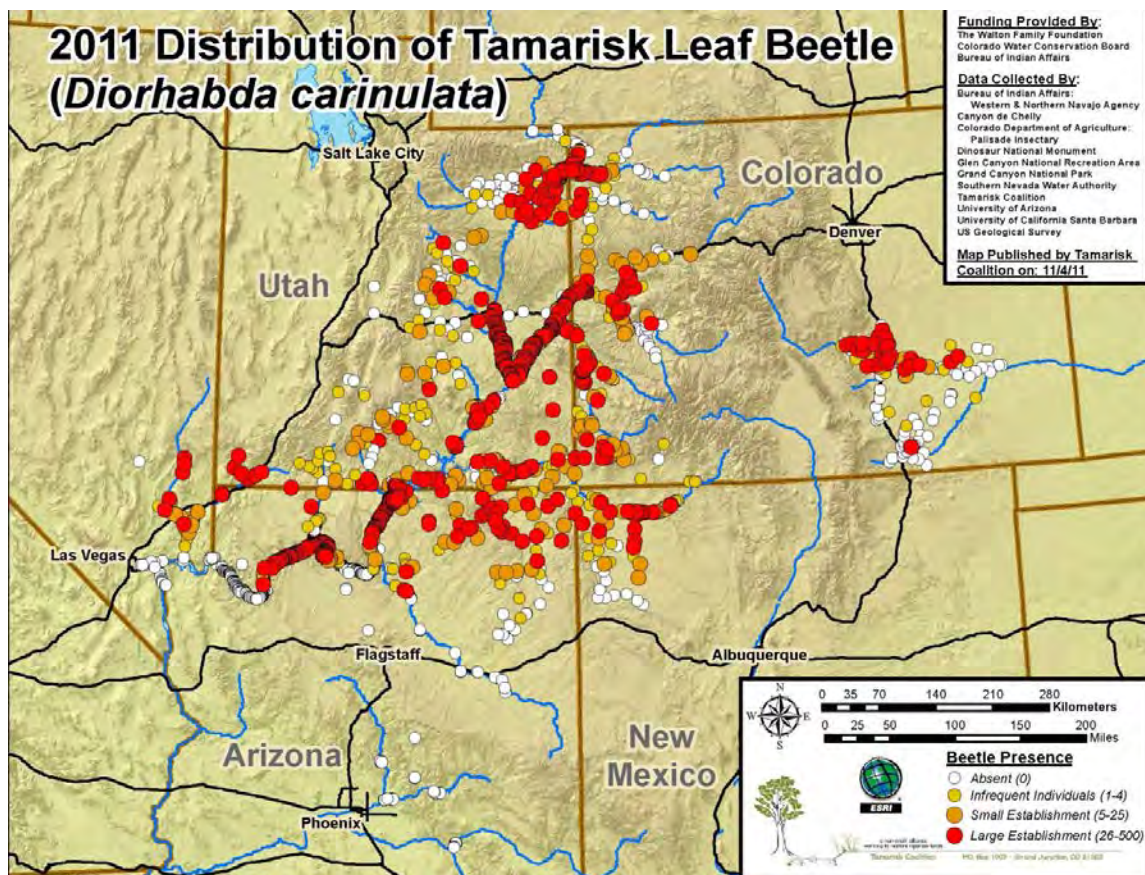 2011 Distribution of Tamarisk Leaf Beetle
(Diorhabda carinulata)
Funding Provided By:
The Walton Family Foundation
Colorado Water Conservation Board
Bureau of Indian Affairs
Data Collected By:
Bureau of Indian Affairs:
Western & Northern Navajo Agency
Canyon de Chelly
Colorado Department of Agriculture:
Palisade Insectary
Dinosaur National Monument
Glen Canyon National Recreation Area
Grand Canyon National Park
Southern Nevada Water Authority
Tamarisk Coalition
University of Arizona
University of California Santa Barbara
US Geological Survey
Map Published by Tamarisk
Coalition on: 11/4/11
Salt Lake City
Colorado
Denver
Utah
Las Vegas
Flagstaff
Albuquerque
Arizona
New
Mexico
Phoenix
N
W E
S
0 35 70 140 210 280
Kilometers
0 25 50 100 150 200
Miles
Beetle Presence
Absent (0)
Infrequent Individuals (1-4)
Small Establishment (5-25)
Large Establishment (26-500)
ESRI
Tamarisk Coalition